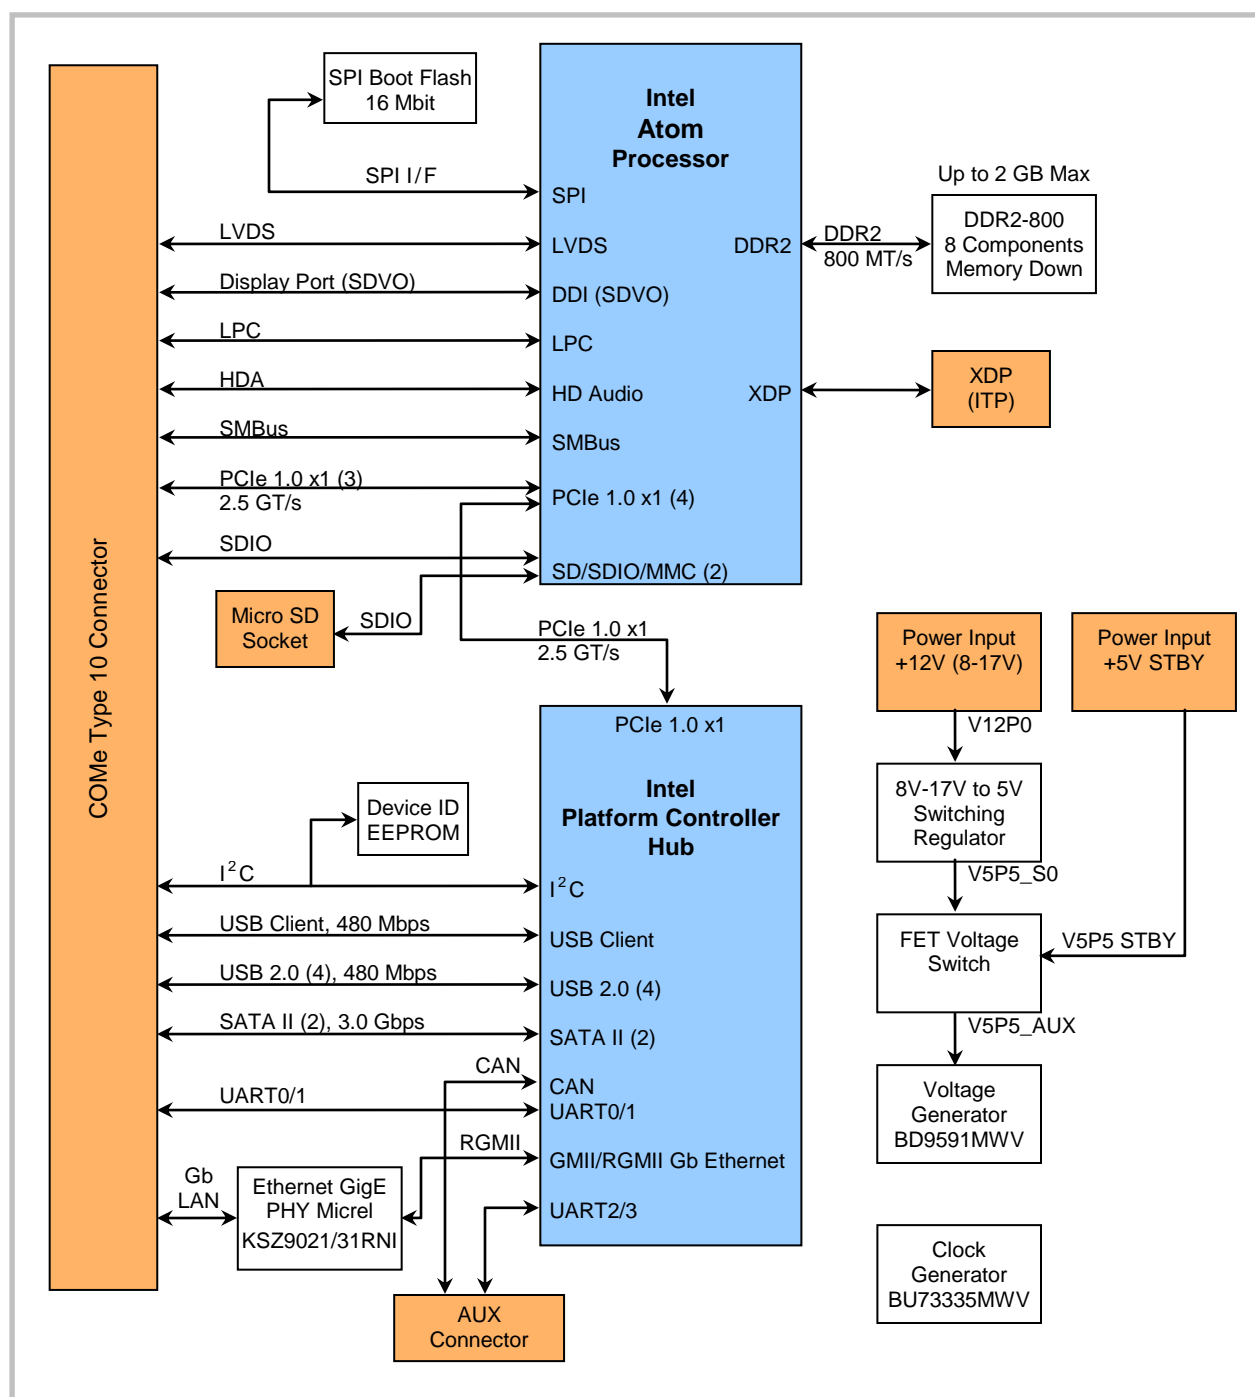 SPI Boot Flash
16 Mbit
Intel
Atom
Processor
SPI I/F
SPI
Up to 2 GB Max
LVDS
LVDS
DDR2
DDR2
800 MT/s
DDR2-800
8 Components
Memory Down
Display Port (SDVO)
DDI (SDVO)
LPC
LPC
HDA
HD Audio
XDP
XDP
(ITP)
SMBus
SMBus
PCIe 1.0 x1 (3)
2.5 GT/s
PCIe 1.0 x1 (4)
SDIO
SD/SDIO/MMC (2)
COMe Type 10 Connector
Micro SD
Socket
SDIO
PCIe 1.0 x1
2.5 GT/s
Power Input
+12V (8-17V)
Power Input
+5V STBY
PCIe 1.0 x1
V12P0
Intel
Platform Controller
Hub
Device ID
EEPROM
8V-17V to 5V
Switching
Regulator
I2C
I2C
V5P5_S0
USB Client, 480 Mbps
USB Client
FET Voltage
Switch
V5P5 STBY
USB 2.0 (4), 480 Mbps
USB 2.0 (4)
SATA II (2), 3.0 Gbps
SATA II (2)
V5P5_AUX
CAN
CAN
UART0/1
UART0/1
Voltage
Generator
BD9591MWV
RGMII
GMII/RGMII Gb Ethernet
Gb
LAN
Ethernet GigE
PHY Micrel
KSZ9021/31RNI
UART2/3
Clock
Generator
BU73335MWV
AUX
Connector